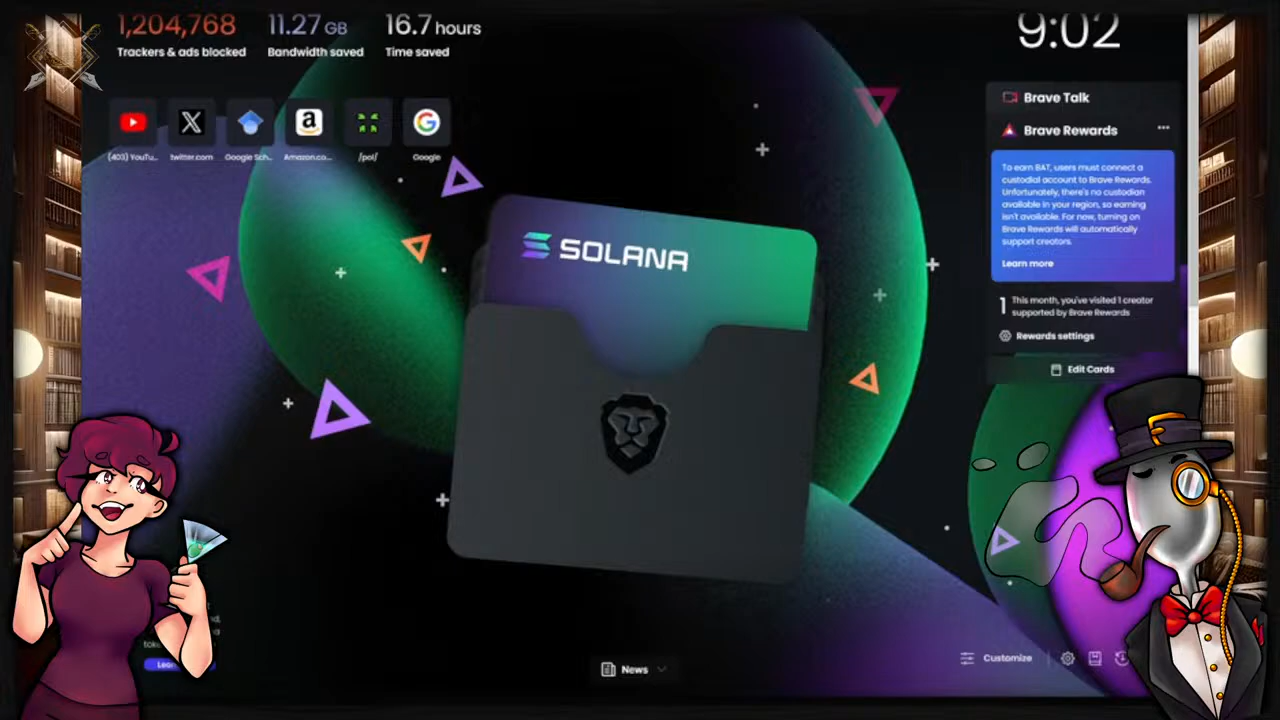 1,204,768
Trackers & ads blocked
11.27 GB
Bandwidth saved
16.7 hours
Time saved
9:02
(403) YouTu...
twitter.com
Google Sch...
Amazon.co...
/pol/
Google
Brave Talk
Brave Rewards
To earn BAT, users must connect a
custodial account to Brave Rewards.
Unfortunately, there's no custodian
available in your region, so earning
isn't available. For now, turning on
Brave Rewards will automatically
support creators.
Learn more
1
This month, you've visited 1 creator
supported by Brave Rewards
Rewards settings
Edit Cards
SOLANA
News
Customize